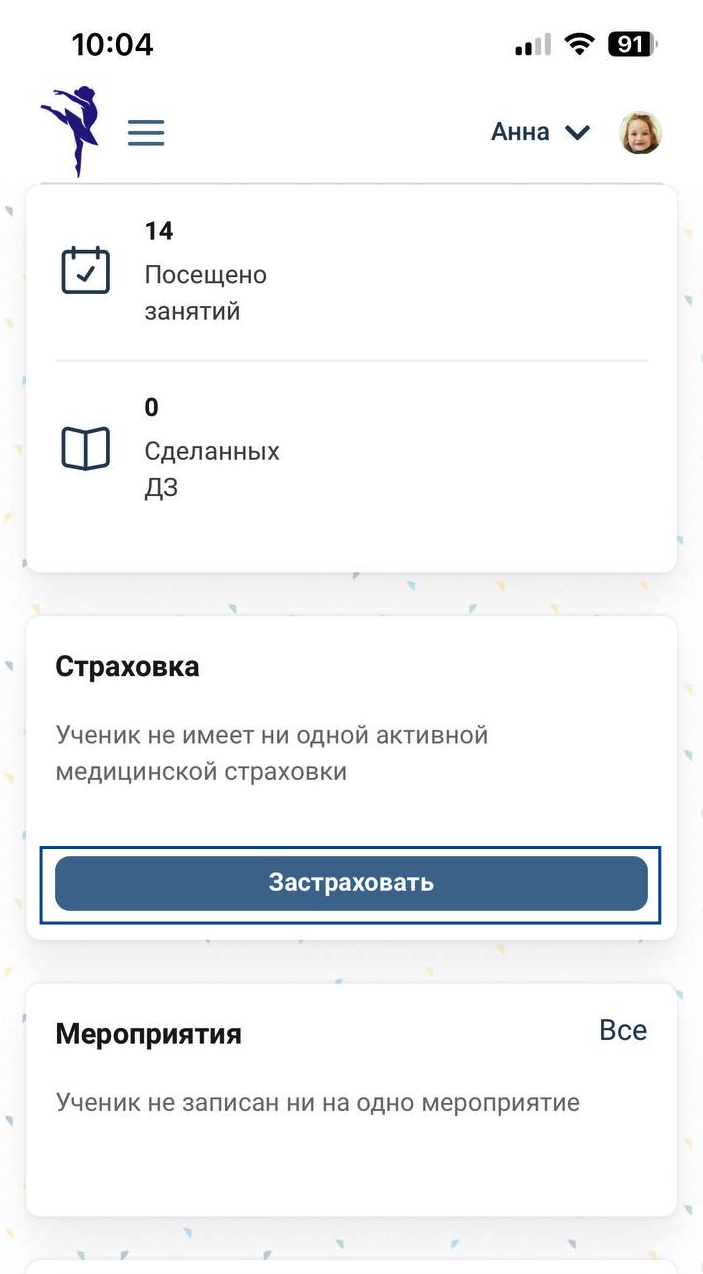 10:04
91
Анна
14
Посещено
занятий
0
Сделанных
ДЗ
Страховка
Ученик не имеет ни одной активной
медицинской страховки
Застраховать
Мероприятия
Все
Ученик не записан ни на одно мероприятие